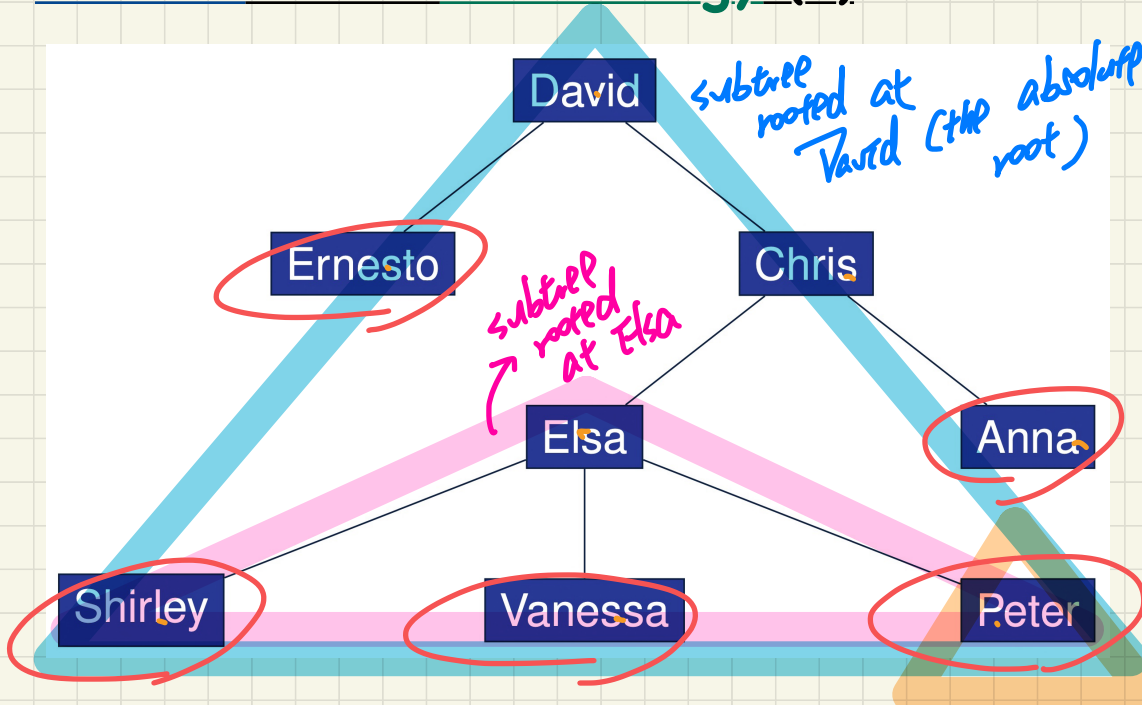 David
subtree
rooted at
David (the absolute
root)
Ernesto
Chris
subtree
rooted
at Elsa
Elsa
Anna
Shirley
Vanessa
Peter